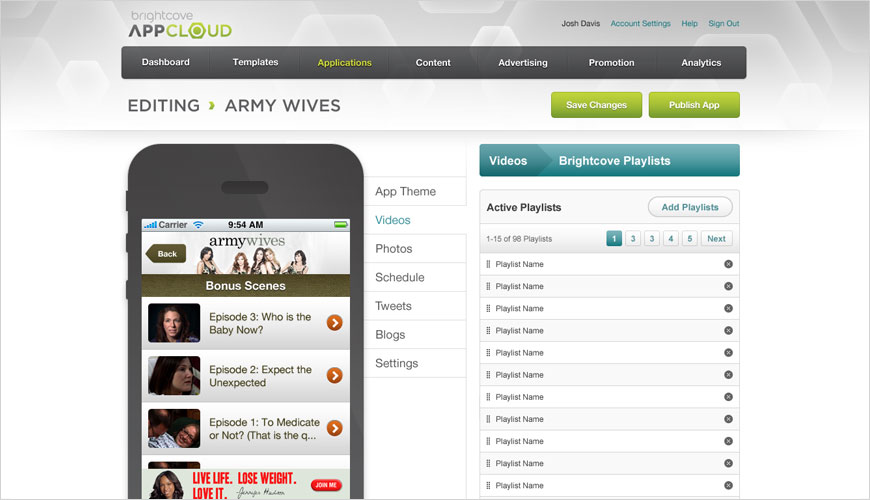 brightcove
APPCLOUD
Josh Davis Account Settings Help Sign Out
Dashboard Templates Applications Content Advertising Promotion Analytics
EDITING › ARMY WIVES
Save Changes Publish App
Carrier 9:54 AM
armywives
Back
Bonus Scenes
Episode 3: Who is the
Baby Now?
Episode 2: Expect the
Unexpected
Episode 1: To Medicate
or Not? (That is the q...
LIVE LIFE. LOSE WEIGHT.
LOVE IT. Jennifer Hudson
JOIN ME
App Theme
Videos
Photos
Schedule
Tweets
Blogs
Settings
Videos Brightcove Playlists
Active Playlists Add Playlists
1-15 of 98 Playlists 1 3 3 4 5 Next
Playlist Name
Playlist Name
Playlist Name
Playlist Name
Playlist Name
Playlist Name
Playlist Name
Playlist Name
Playlist Name
Playlist Name
Playlist Name